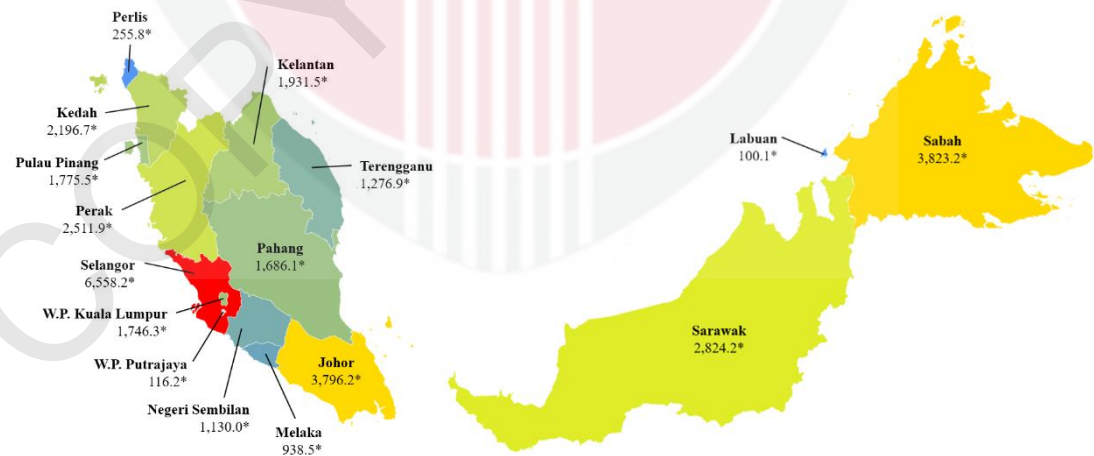 Perlis
255.8*
Kelantan
1,931.5*
Kedah
2,196.7*
Labuan
100.1*
Sabah
3,823.2*
Pulau Pinang
1,775.5*
Terengganu
1,276.9*
Perak
2,511.9*
Pahang
1,686.1*
Selangor
6,558.2*
W.P. Kuala Lumpur
1,746.3*
Sarawak
2,824.2*
W.P. Putrajaya
116.2*
Johor
3,796.2*
Negeri Sembilan
1,130.0*
Melaka
938.5*
COPY